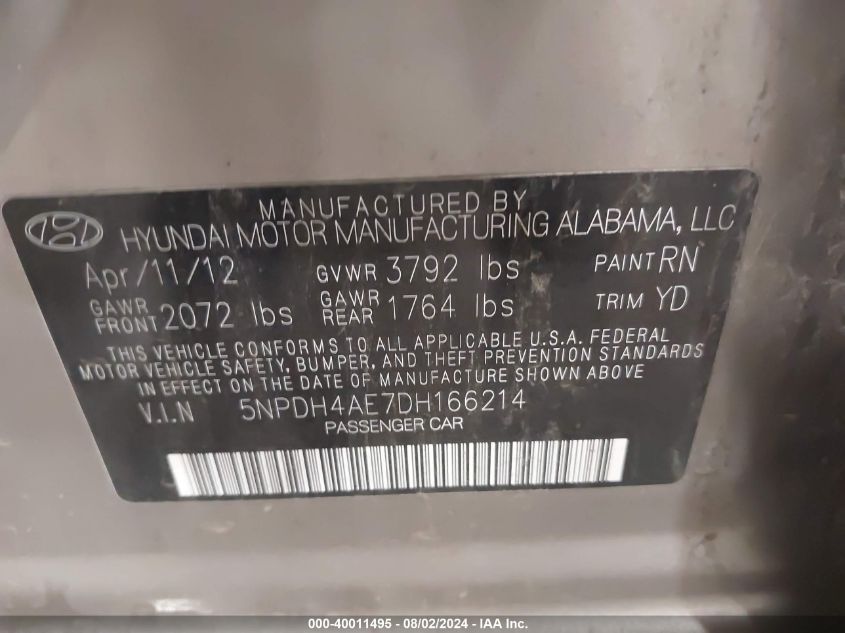 MANUFACTURED BY
HYUNDAI MOTOR MANUFACTURING ALABAMA, LLC
Apr/11/12 GVWR 3792 lbs PAINT RN
GAWR FRONT 2072 lbs GAWR REAR 1764 lbs TRIM YD
THIS VEHICLE CONFORMS TO ALL APPLICABLE U.S.A. FEDERAL
MOTOR VEHICLE SAFETY, BUMPER, AND THEFT PREVENTION STANDARDS
IN EFFECT ON THE DATE OF MANUFACTURE SHOWN ABOVE
V.I.N 5NPDH4AE7DH166214
PASSENGER CAR
000-40011495 - 08/02/2024 - IAA Inc.